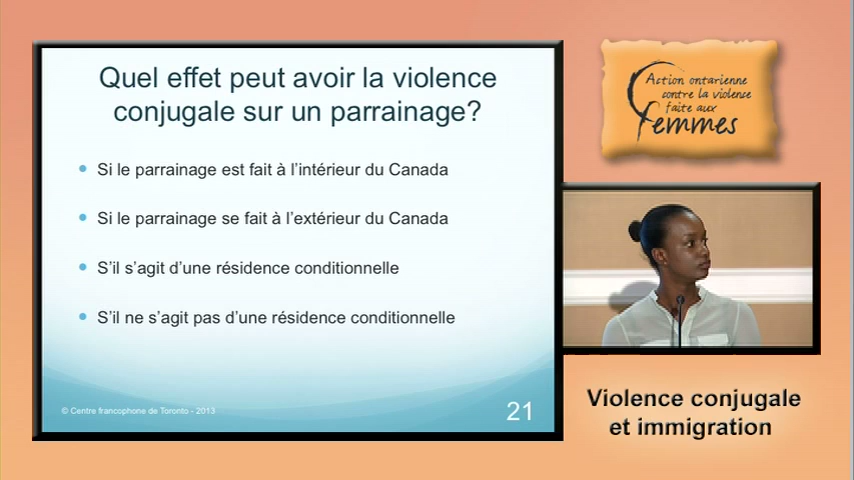 Quel effet peut avoir la violence
conjugale sur un parrainage?
Si le parrainage est fait à l’intérieur du Canada
Si le parrainage se fait à l’extérieur du Canada
S’il s’agit d’une résidence conditionnelle
S’il ne s’agit pas d’une résidence conditionnelle
© Centre francophone de Toronto - 2013
21
Action ontarienne
contre la violence
faite aux
femmes
Violence conjugale
et immigration